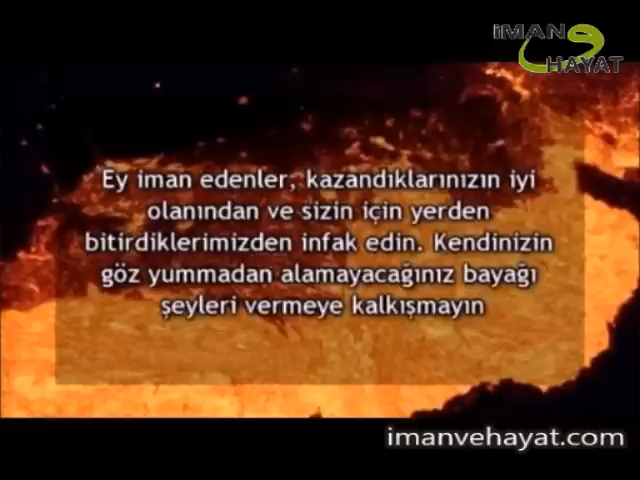 İMAN
HAYAT
Ey iman edenler, kazandıklarınızın iyi
olanından ve sizin için yerden
bitirdiklerimizden infak edin. Kendinizin
göz yummadan alamayacağınız bayağı
şeyleri vermeye kalkışmayın
imanvehayat.com